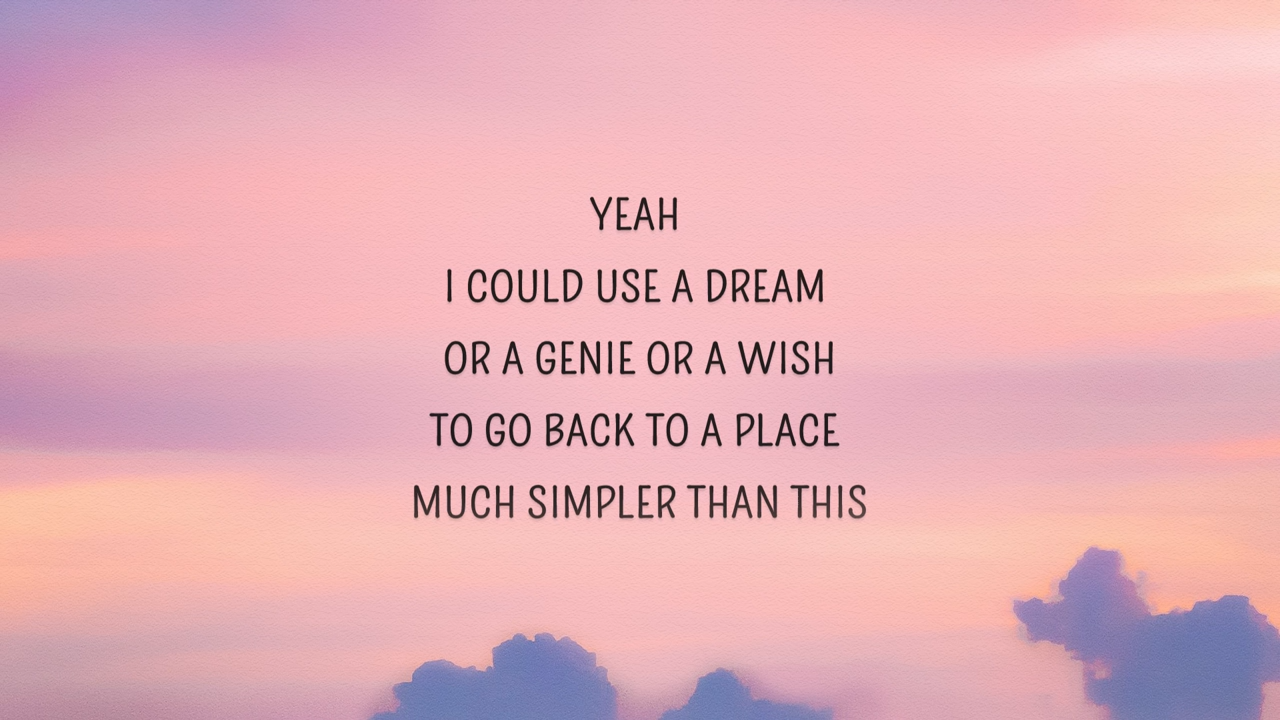 YEAH
I COULD USE A DREAM
OR A GENIE OR A WISH
TO GO BACK TO A PLACE
MUCH SIMPLER THAN THIS